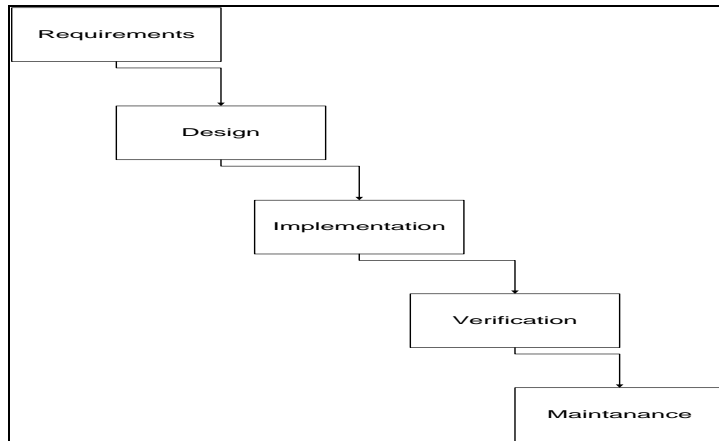 Requirements
Design
Implementation
Verification
Maintanance